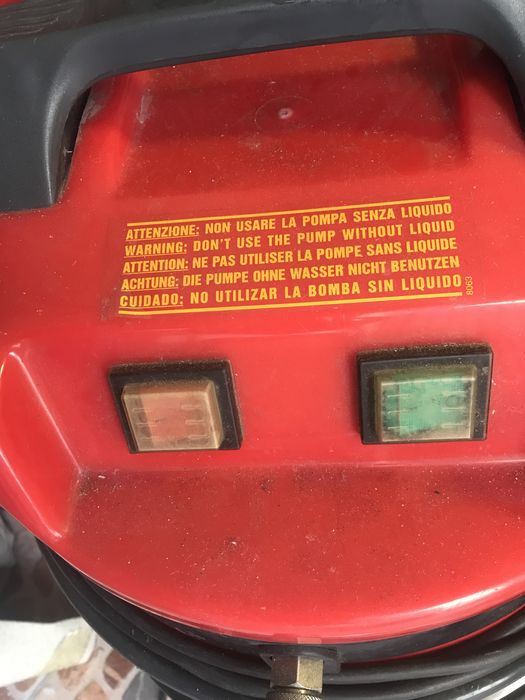 ATTENZIONE: NON USARE LA POMPA SENZA LIQUIDO
WARNING: DON'T USE THE PUMP WITHOUT LIQUID
ATTENTION: NE PAS UTILISER LA POMPE SANS LIQUIDE
ACHTUNG: DIE PUMPE OHNE WASSER NICHT BENUTZEN
CUIDADO: NO UTILIZAR LA BOMBA SIN LIQUIDO
8063